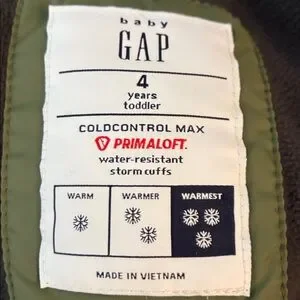 baby
GAP
4
years
toddler
COLDCONTROL MAX
PRIMALOFT.
water-resistant
storm cuffs
WARM WARMER WARMEST
MADE IN VIETNAM